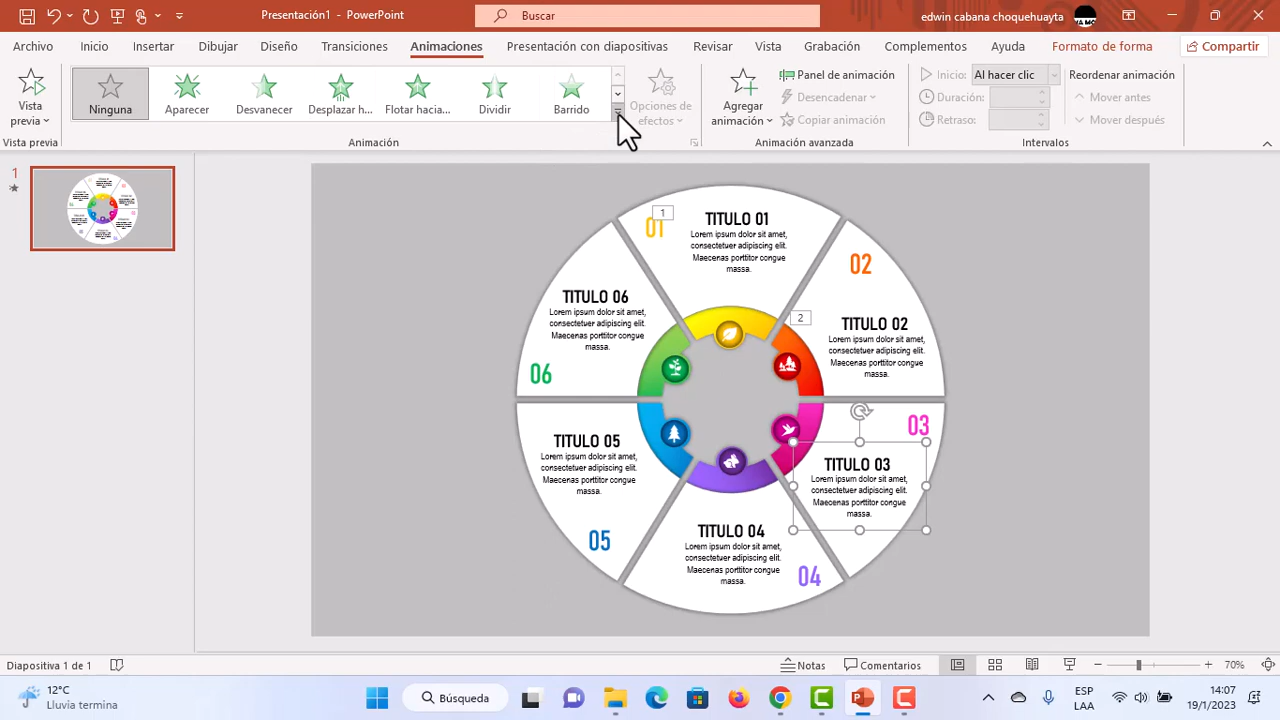 Presentación1 - PowerPoint
Buscar
edwin cabana choquehuayta
Archivo
Inicio
Insertar
Dibujar
Diseño
Transiciones
Animaciones
Presentación con diapositivas
Revisar
Vista
Grabación
Complementos
Ayuda
Formato de forma
Compartir
Vista
previa
Vista previa
Ninguna
Aparecer
Desvanecer
Desplazar h...
Flotar hacia...
Dividir
Barrido
Animación
Opciones de
efectos
Agregar
animación
Panel de animación
Desencadenar
Copiar animación
Animación avanzada
Inicio:
Al hacer clic
Duración:
Retraso:
Reordenar animación
Mover antes
Mover después
Intervalos
1
1
01
TITULO 01
Lorem ipsum dolor sit amet,
consectetuer adipiscing elit.
Maecenas porttitor congue
massa.
2
02
TITULO 02
Lorem ipsum dolor sit amet,
consectetuer adipiscing elit.
Maecenas porttitor congue
massa.
03
TITULO 03
Lorem ipsum dolor sit amet,
consectetuer adipiscing elit.
Maecenas porttitor congue
massa.
TITULO 04
Lorem ipsum dolor sit amet,
consectetuer adipiscing elit.
Maecenas porttitor congue
massa.
04
TITULO 05
Lorem ipsum dolor sit amet,
consectetuer adipiscing elit.
Maecenas porttitor congue
massa.
05
TITULO 06
Lorem ipsum dolor sit amet,
consectetuer adipiscing elit.
Maecenas porttitor congue
massa.
06
Diapositiva 1 de 1
Notas
Comentarios
70%
12°C
Lluvia termina
Búsqueda
ESP
LAA
14:07
19/1/2023